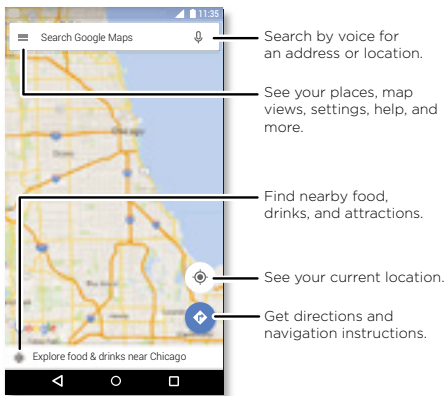 11:35
Search Google Maps
Search by voice for
an address or location.
See your places, map
views, settings, help, and
more.
Chicago
Find nearby food,
drinks, and attractions.
See your current location.
Get directions and
navigation instructions.
Explore food & drinks near Chicago